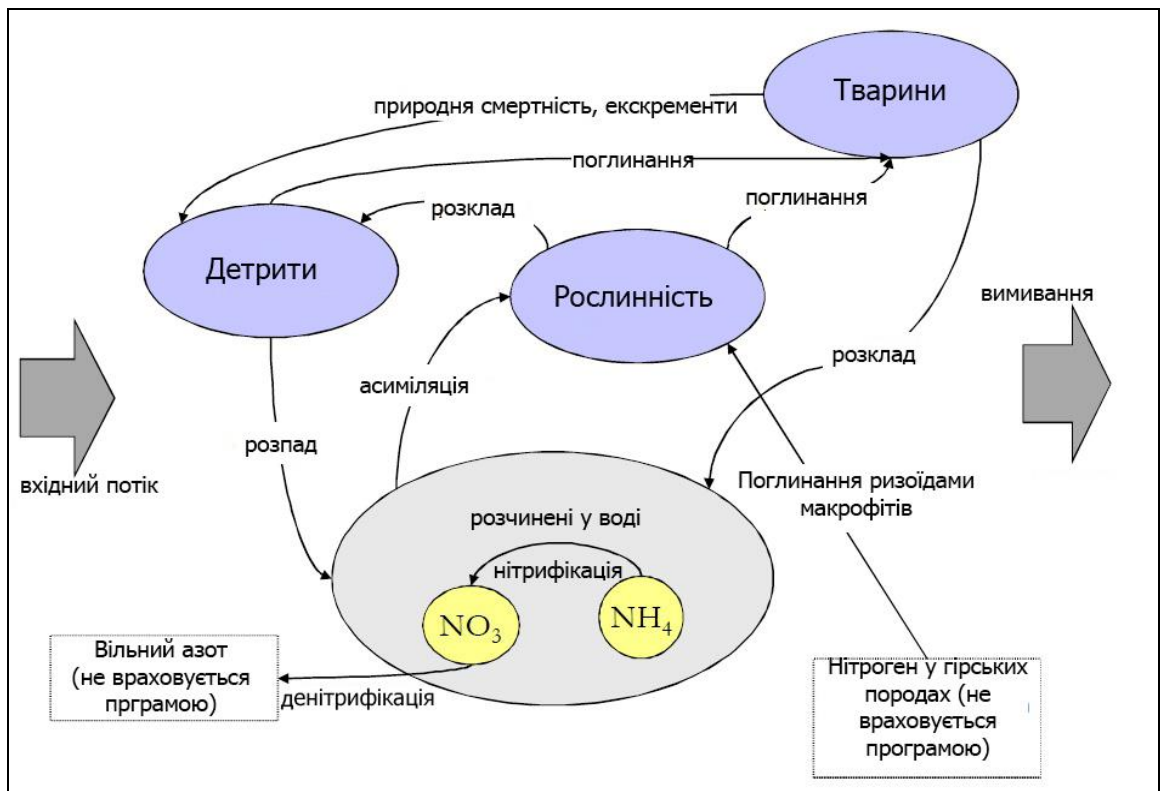 Тварини
природня смертність, екскременти
поглинання
поглинання
розклад
Детрити
Рослинність
вимивання
розклад
асиміляція
розпад
вхідний потік
Поглинання ризоїдами
макрофітів
розчинені у воді
нітрифікація
NO₃
NH₄
Вільний азот
(не враховується
прграмою)
денітрифікація
Нітроген у гірських
породах (не
враховується
програмою)